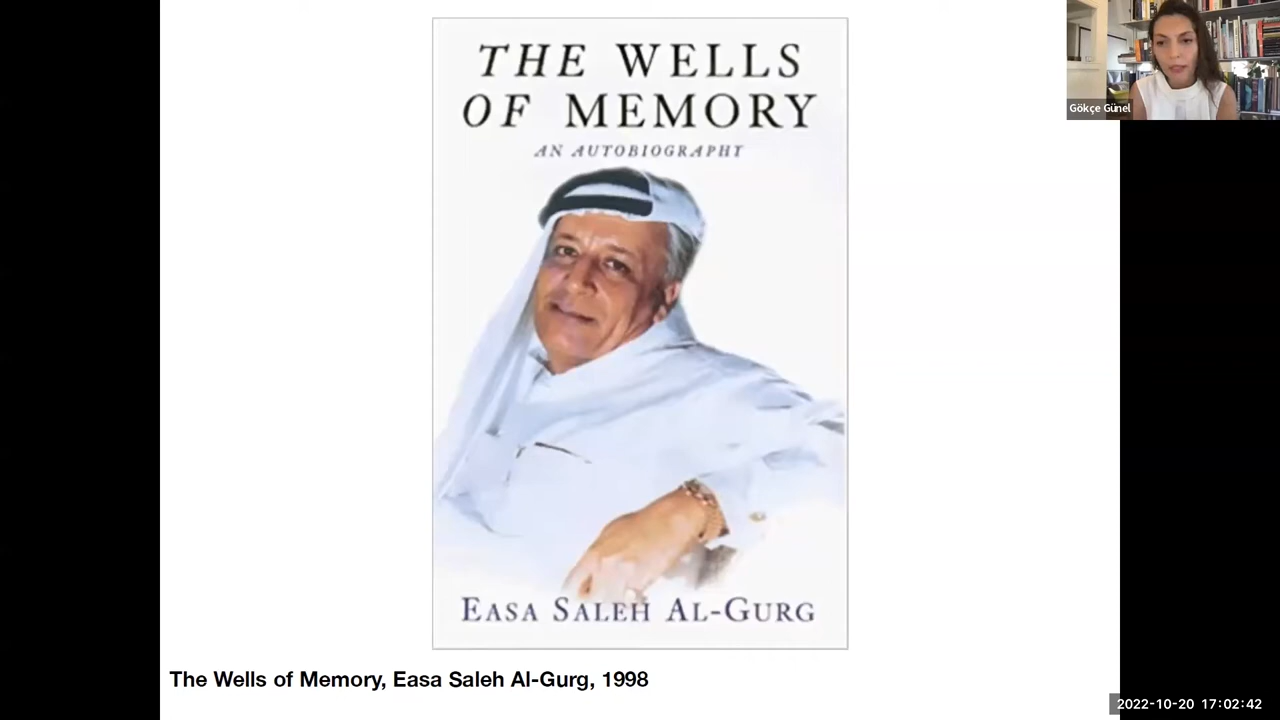 THE WELLS
OF MEMORY
AN AUTOBIOGRAPHY
EASA SALEH AL-GURG
The Wells of Memory, Easa Saleh Al-Gurg, 1998
Gökçe Günel
2022-10-20 17:02:42